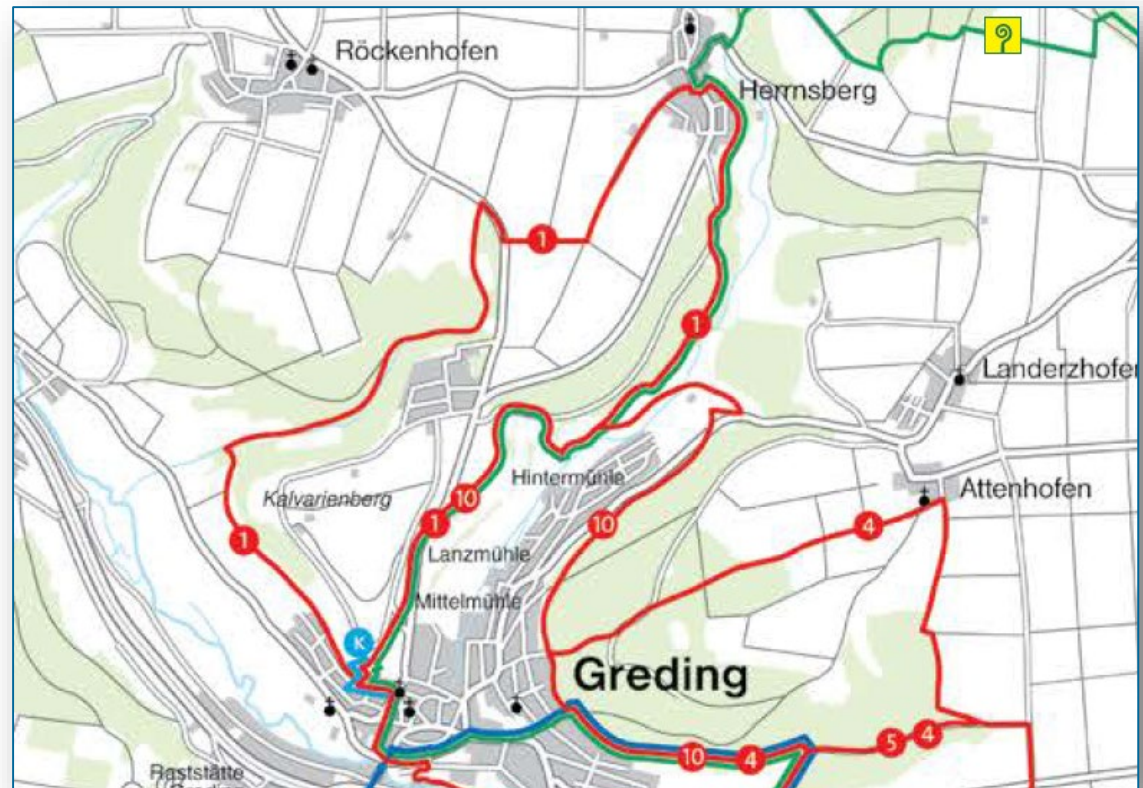 Röckenhofen
Herrnsberg
1
1
Landerzhofen
Hintermühle
Attenhofen
Kalvarienberg
10
1
10
4
1
Lanzmühle
Mittelmühle
K
Greding
5
4
10
4
Raststätte